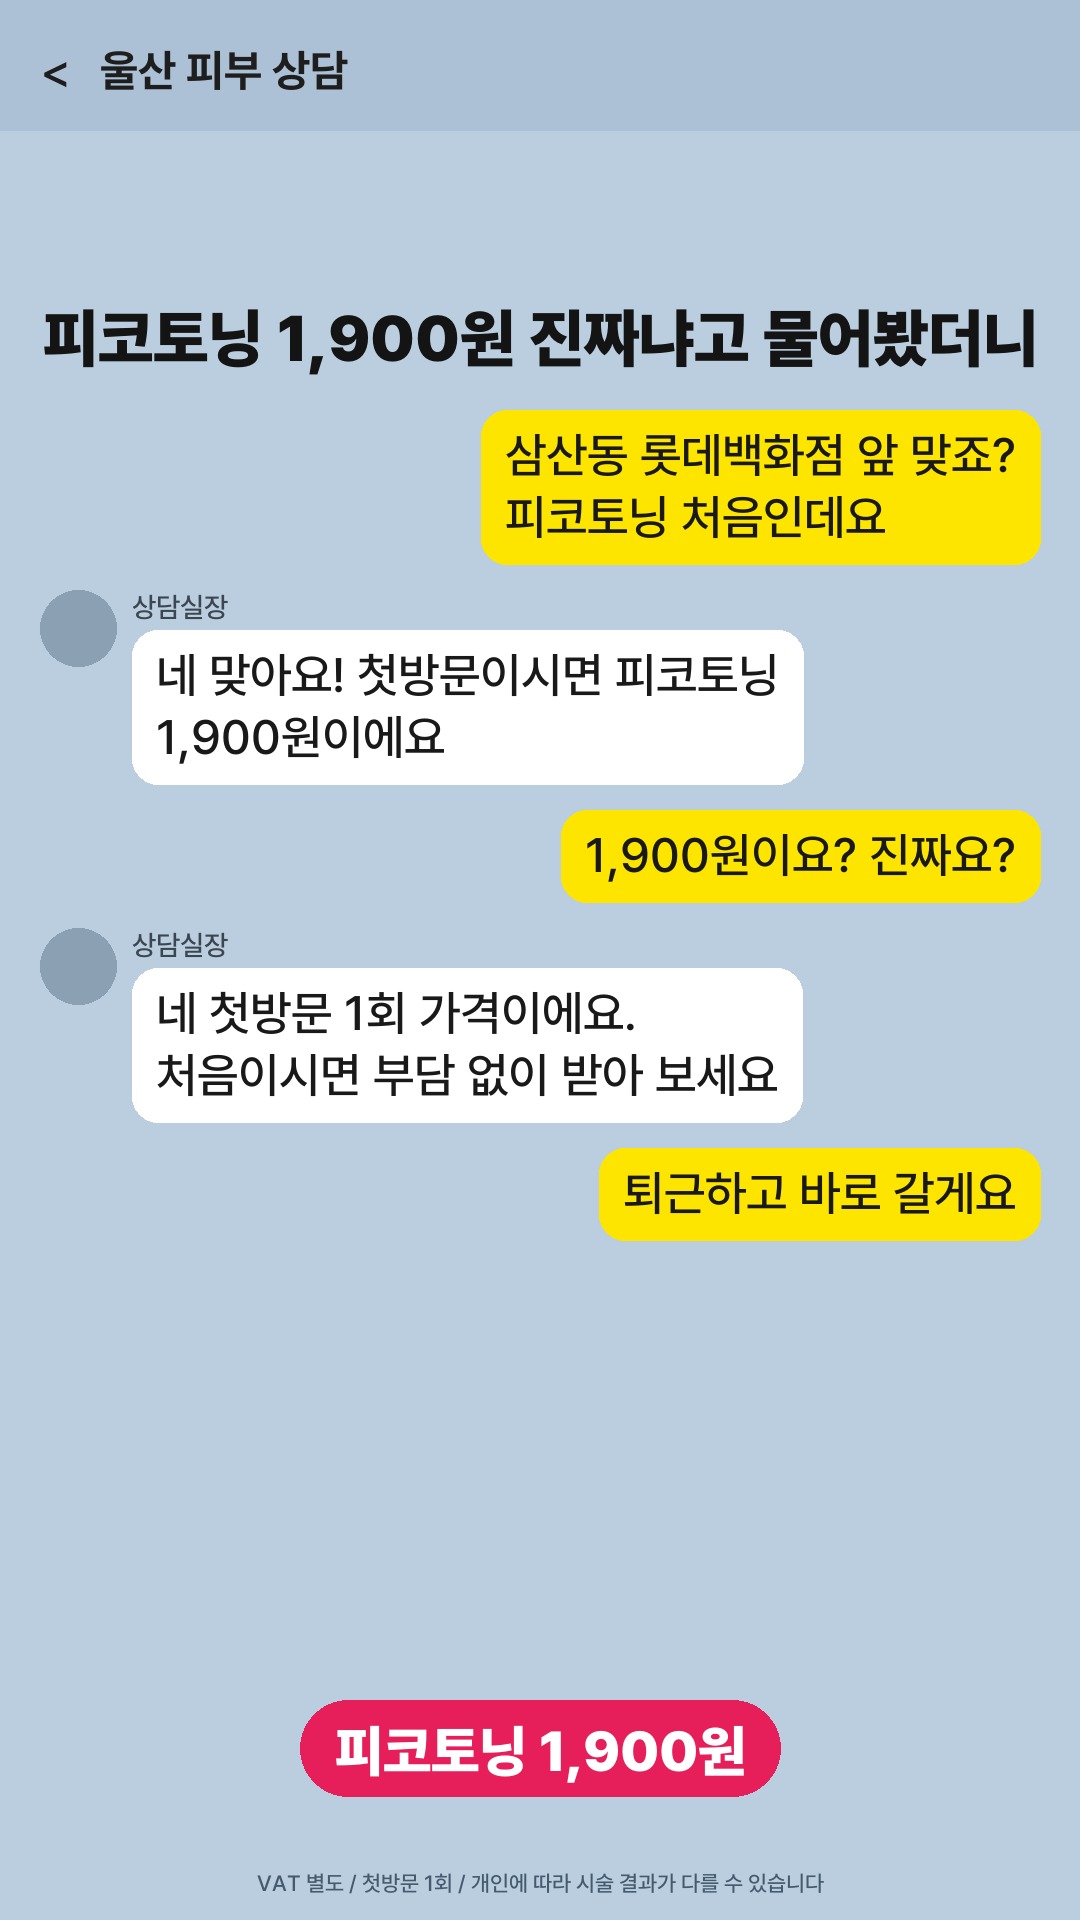 < 울산 피부 상담
피코토닝 1,900원 진짜냐고 물어봤더니
삼산동 롯데백화점 앞 맞죠?
피코토닝 처음인데요
상담실장
네 맞아요! 첫방문이시면 피코토닝
1,900원이에요
1,900원이요? 진짜요?
상담실장
네 첫방문 1회 가격이에요.
처음이시면 부담 없이 받아 보세요
퇴근하고 바로 갈게요
피코토닝 1,900원
VAT 별도 / 첫방문 1회 / 개인에 따라 시술 결과가 다를 수 있습니다